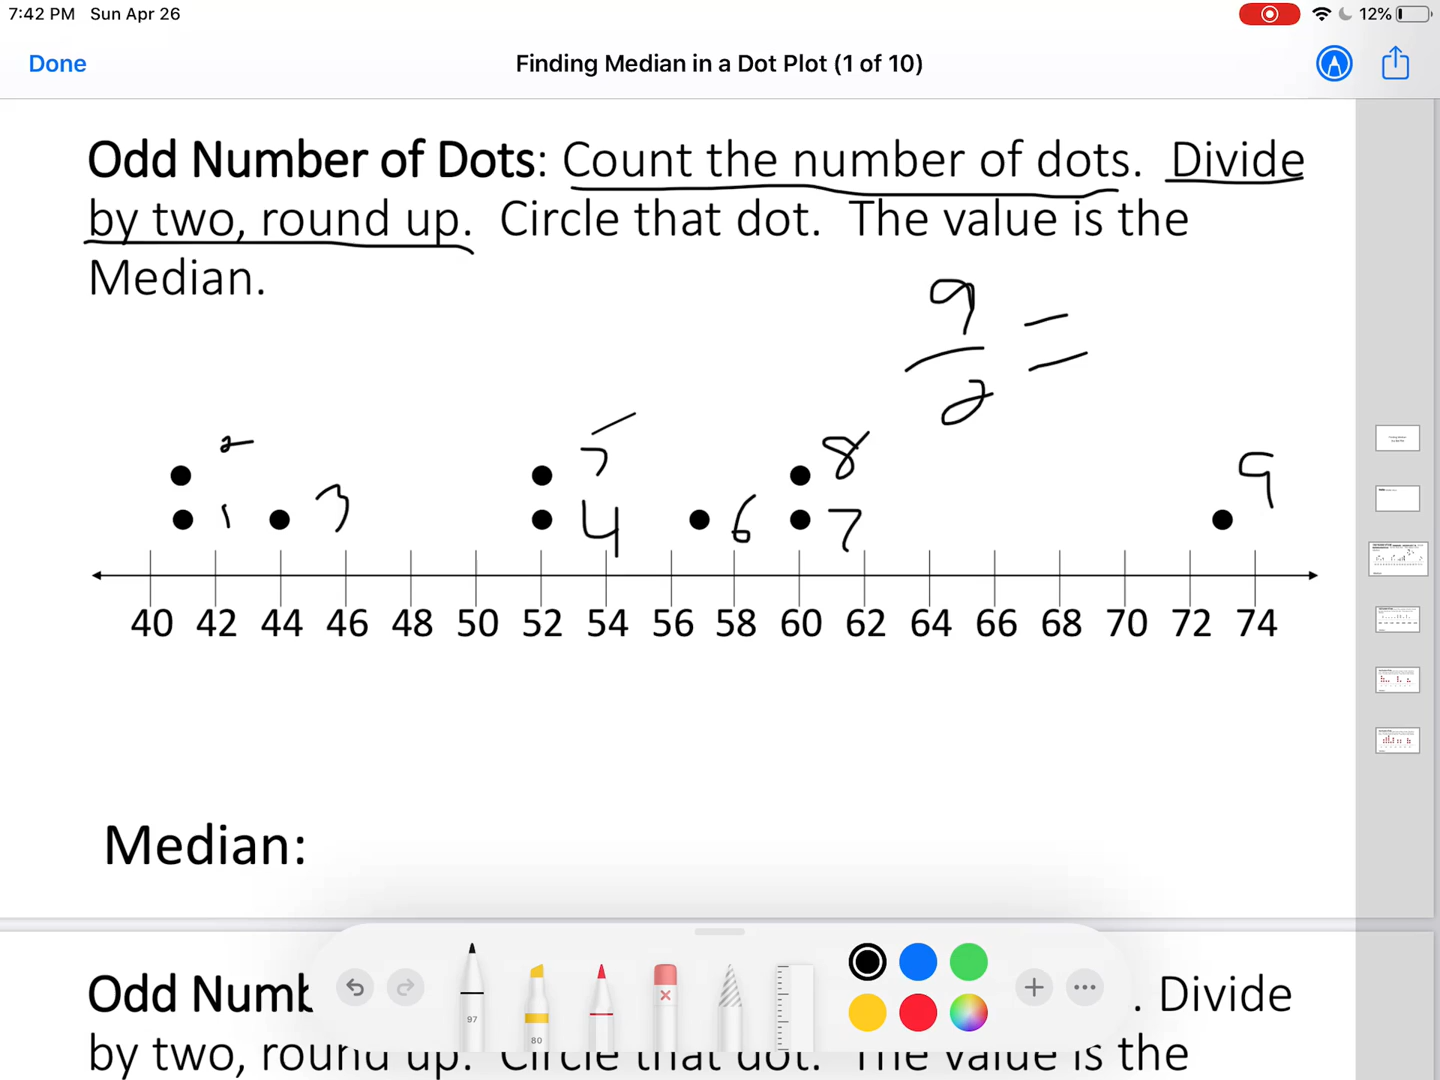 7:42 PM Sun Apr 26
12%
Done
Finding Median in a Dot Plot (1 of 10)
Odd Number of Dots: Count the number of dots. Divide
by two, round up. Circle that dot. The value is the
Median.
9
=
2
2 5 8 9
1 3 4 6 7
40 42 44 46 48 50 52 54 56 58 60 62 64 66 68 70 72 74
Median:
97
80
Odd Numb . Divide
by two, round up. Circle that dot. The value is the